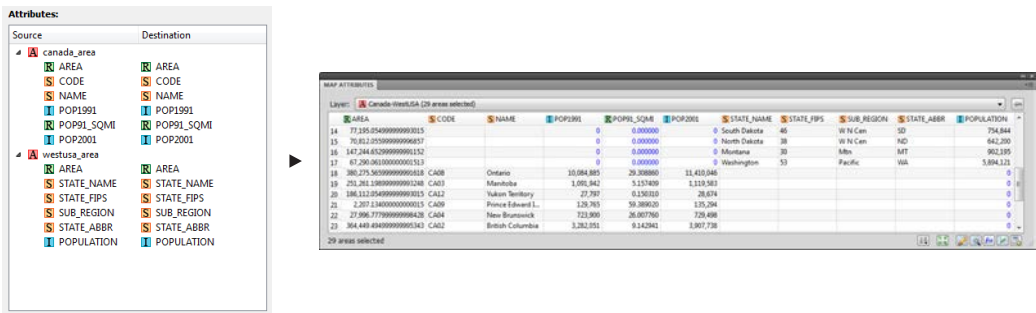 Attributes:
Source Destination
A canada_area
R AREA R AREA
S CODE S CODE
S NAME S NAME
I POP1991 I POP1991
R POP91_SQMI R POP91_SQMI
I POP2001 I POP2001
A westusa_area
R AREA R AREA
S STATE_NAME S STATE_NAME
S STATE_FIPS S STATE_FIPS
S SUB_REGION S SUB_REGION
S STATE_ABBR S STATE_ABBR
I POPULATION I POPULATION
MAP ATTRIBUTES
Layer: A Canada-WestUSA (29 areas selected)
R AREA S CODE S NAME I POP1991 R POP91_SQMI I POP2001 S STATE_NAME S STATE_FIPS S SUB_REGION S STATE_ABBR I POPULATION
14 77,195.054999999993015 0 0.000000 0 South Dakota 46 W N Cen SD 754,844
15 70,812.05599999996857 0 0.000000 0 North Dakota 38 W N Cen ND 642,200
16 147,244.652999999991152 0 0.000000 0 Montana 30 Mtn MT 902,195
17 67,290.061000000001513 0 0.000000 0 Washington 53 Pacific WA 5,894,121
18 380,275.565999999991618 CA08 Ontario 10,084,885 29.308860 11,410,046 0
19 251,261.198999999991248 CA03 Manitoba 1,091,942 5.157409 1,119,583 0
20 186,112.054999999993015 CA12 Yukon Territory 27,797 0.150310 28,674 0
21 2,207.134000000000015 CA09 Prince Edward I... 129,765 59.389020 135,294 0
22 27,996.777999999998428 CA04 New Brunswick 723,900 26.007760 729,498 0
23 364,449.494999999995343 CA02 British Columbia 3,282,051 9.142941 3,907,738 0
29 areas selected